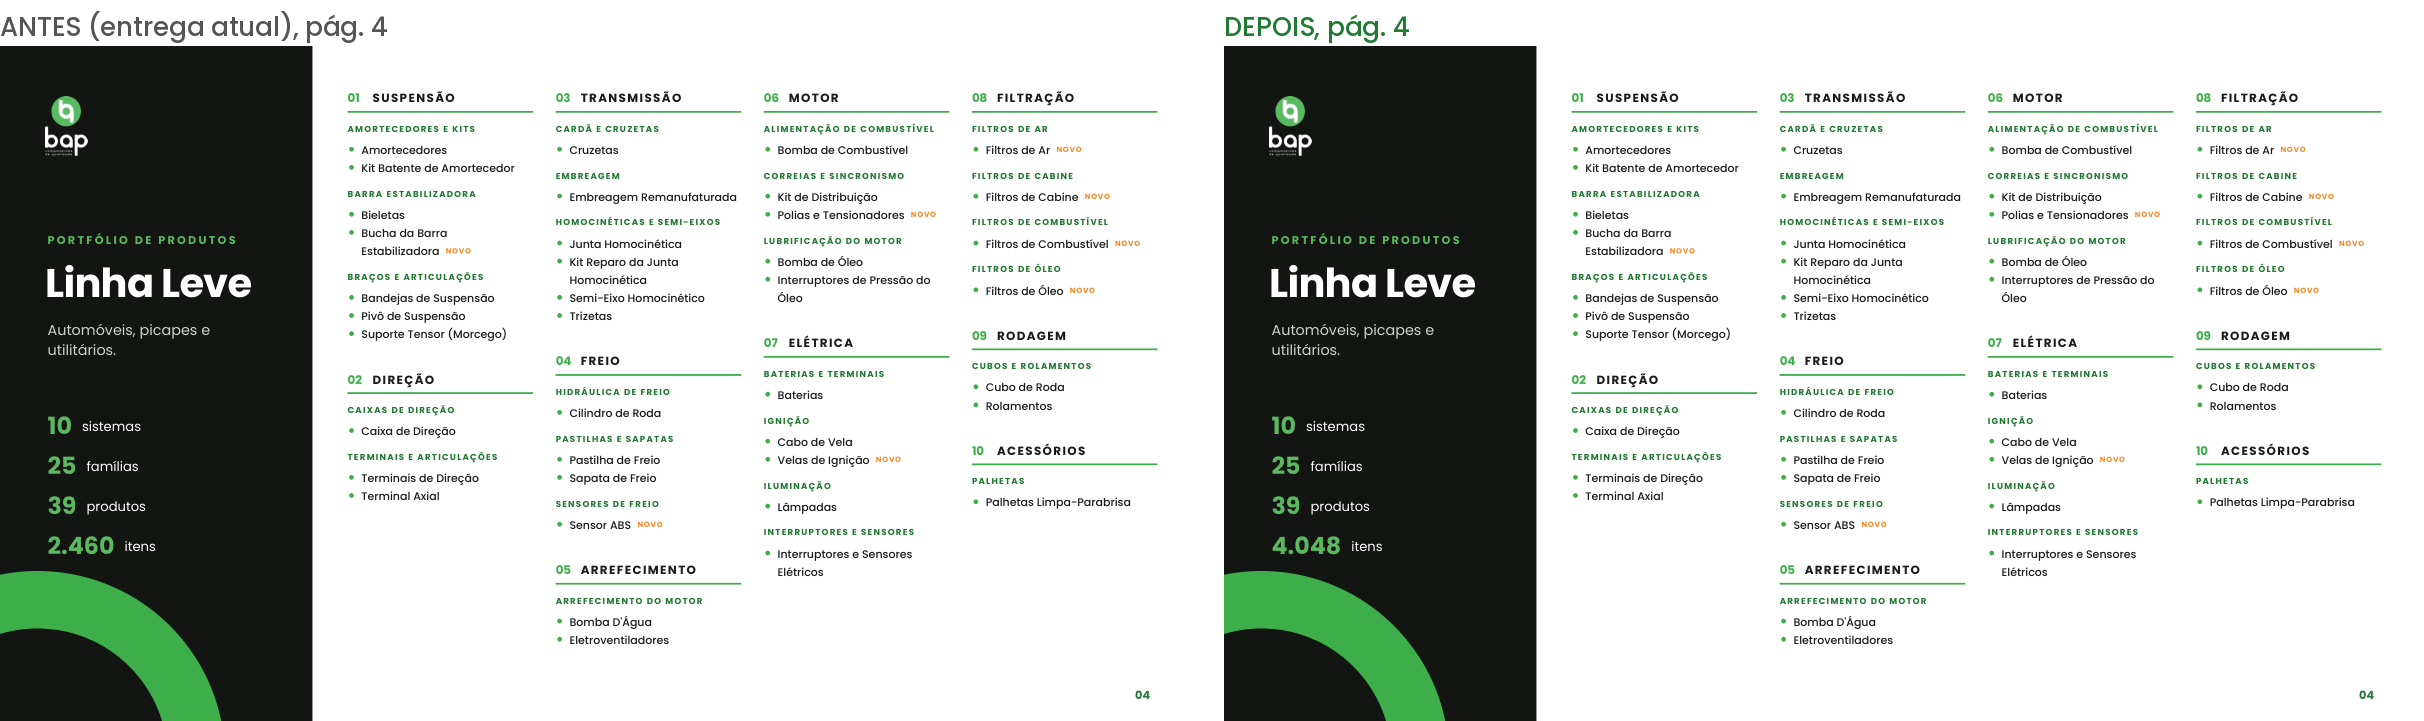 ANTES (entrega atual), pág. 4
bap
PORTFÓLIO DE PRODUTOS
Linha Leve
Automóveis, picapes e
utilitários.
10 sistemas
25 famílias
39 produtos
2.460 itens
01 SUSPENSÃO
AMORTECEDORES E KITS
Amortecedores
Kit Batente de Amortecedor
BARRA ESTABILIZADORA
Bieletas
Bucha da Barra
Estabilizadora NOVO
BRAÇOS E ARTICULAÇÕES
Bandejas de Suspensão
Pivô de Suspensão
Suporte Tensor (Morcego)
02 DIREÇÃO
CAIXAS DE DIREÇÃO
Caixa de Direção
TERMINAIS E ARTICULAÇÕES
Terminais de Direção
Terminal Axial
03 TRANSMISSÃO
CARDÃ E CRUZETAS
Cruzetas
EMBREAGEM
Embreagem Remanufaturada
HOMOCINÉTICAS E SEMI-EIXOS
Junta Homocinética
Kit Reparo da Junta
Homocinética
Semi-Eixo Homocinético
Trizetas
04 FREIO
HIDRÁULICA DE FREIO
Cilindro de Roda
PASTILHAS E SAPATAS
Pastilha de Freio
Sapata de Freio
SENSORES DE FREIO
Sensor ABS NOVO
05 ARREFECIMENTO
ARREFECIMENTO DO MOTOR
Bomba D'Água
Eletroventiladores
06 MOTOR
ALIMENTAÇÃO DE COMBUSTÍVEL
Bomba de Combustível
CORREIAS E SINCRONISMO
Kit de Distribuição
Polias e Tensionadores NOVO
LUBRIFICAÇÃO DO MOTOR
Bomba de Óleo
Interruptores de Pressão do
Óleo
07 ELÉTRICA
BATERIAS E TERMINAIS
Baterias
IGNIÇÃO
Cabo de Vela
Velas de Ignição NOVO
ILUMINAÇÃO
Lâmpadas
INTERRUPTORES E SENSORES
Interruptores e Sensores
Elétricos
08 FILTRAÇÃO
FILTROS DE AR
Filtros de Ar NOVO
FILTROS DE CABINE
Filtros de Cabine NOVO
FILTROS DE COMBUSTÍVEL
Filtros de Combustível NOVO
FILTROS DE ÓLEO
Filtros de Óleo NOVO
09 RODAGEM
CUBOS E ROLAMENTOS
Cubo de Roda
Rolamentos
10 ACESSÓRIOS
PALHETAS
Palhetas Limpa-Parabrisa
04
DEPOIS, pág. 4
bap
PORTFÓLIO DE PRODUTOS
Linha Leve
Automóveis, picapes e
utilitários.
10 sistemas
25 famílias
39 produtos
4.048 itens
01 SUSPENSÃO
AMORTECEDORES E KITS
Amortecedores
Kit Batente de Amortecedor
BARRA ESTABILIZADORA
Bieletas
Bucha da Barra
Estabilizadora NOVO
BRAÇOS E ARTICULAÇÕES
Bandejas de Suspensão
Pivô de Suspensão
Suporte Tensor (Morcego)
02 DIREÇÃO
CAIXAS DE DIREÇÃO
Caixa de Direção
TERMINAIS E ARTICULAÇÕES
Terminais de Direção
Terminal Axial
03 TRANSMISSÃO
CARDÃ E CRUZETAS
Cruzetas
EMBREAGEM
Embreagem Remanufaturada
HOMOCINÉTICAS E SEMI-EIXOS
Junta Homocinética
Kit Reparo da Junta
Homocinética
Semi-Eixo Homocinético
Trizetas
04 FREIO
HIDRÁULICA DE FREIO
Cilindro de Roda
PASTILHAS E SAPATAS
Pastilha de Freio
Sapata de Freio
SENSORES DE FREIO
Sensor ABS NOVO
05 ARREFECIMENTO
ARREFECIMENTO DO MOTOR
Bomba D'Água
Eletroventiladores
06 MOTOR
ALIMENTAÇÃO DE COMBUSTÍVEL
Bomba de Combustível
CORREIAS E SINCRONISMO
Kit de Distribuição
Polias e Tensionadores NOVO
LUBRIFICAÇÃO DO MOTOR
Bomba de Óleo
Interruptores de Pressão do
Óleo
07 ELÉTRICA
BATERIAS E TERMINAIS
Baterias
IGNIÇÃO
Cabo de Vela
Velas de Ignição NOVO
ILUMINAÇÃO
Lâmpadas
INTERRUPTORES E SENSORES
Interruptores e Sensores
Elétricos
08 FILTRAÇÃO
FILTROS DE AR
Filtros de Ar NOVO
FILTROS DE CABINE
Filtros de Cabine NOVO
FILTROS DE COMBUSTÍVEL
Filtros de Combustível NOVO
FILTROS DE ÓLEO
Filtros de Óleo NOVO
09 RODAGEM
CUBOS E ROLAMENTOS
Cubo de Roda
Rolamentos
10 ACESSÓRIOS
PALHETAS
Palhetas Limpa-Parabrisa
04